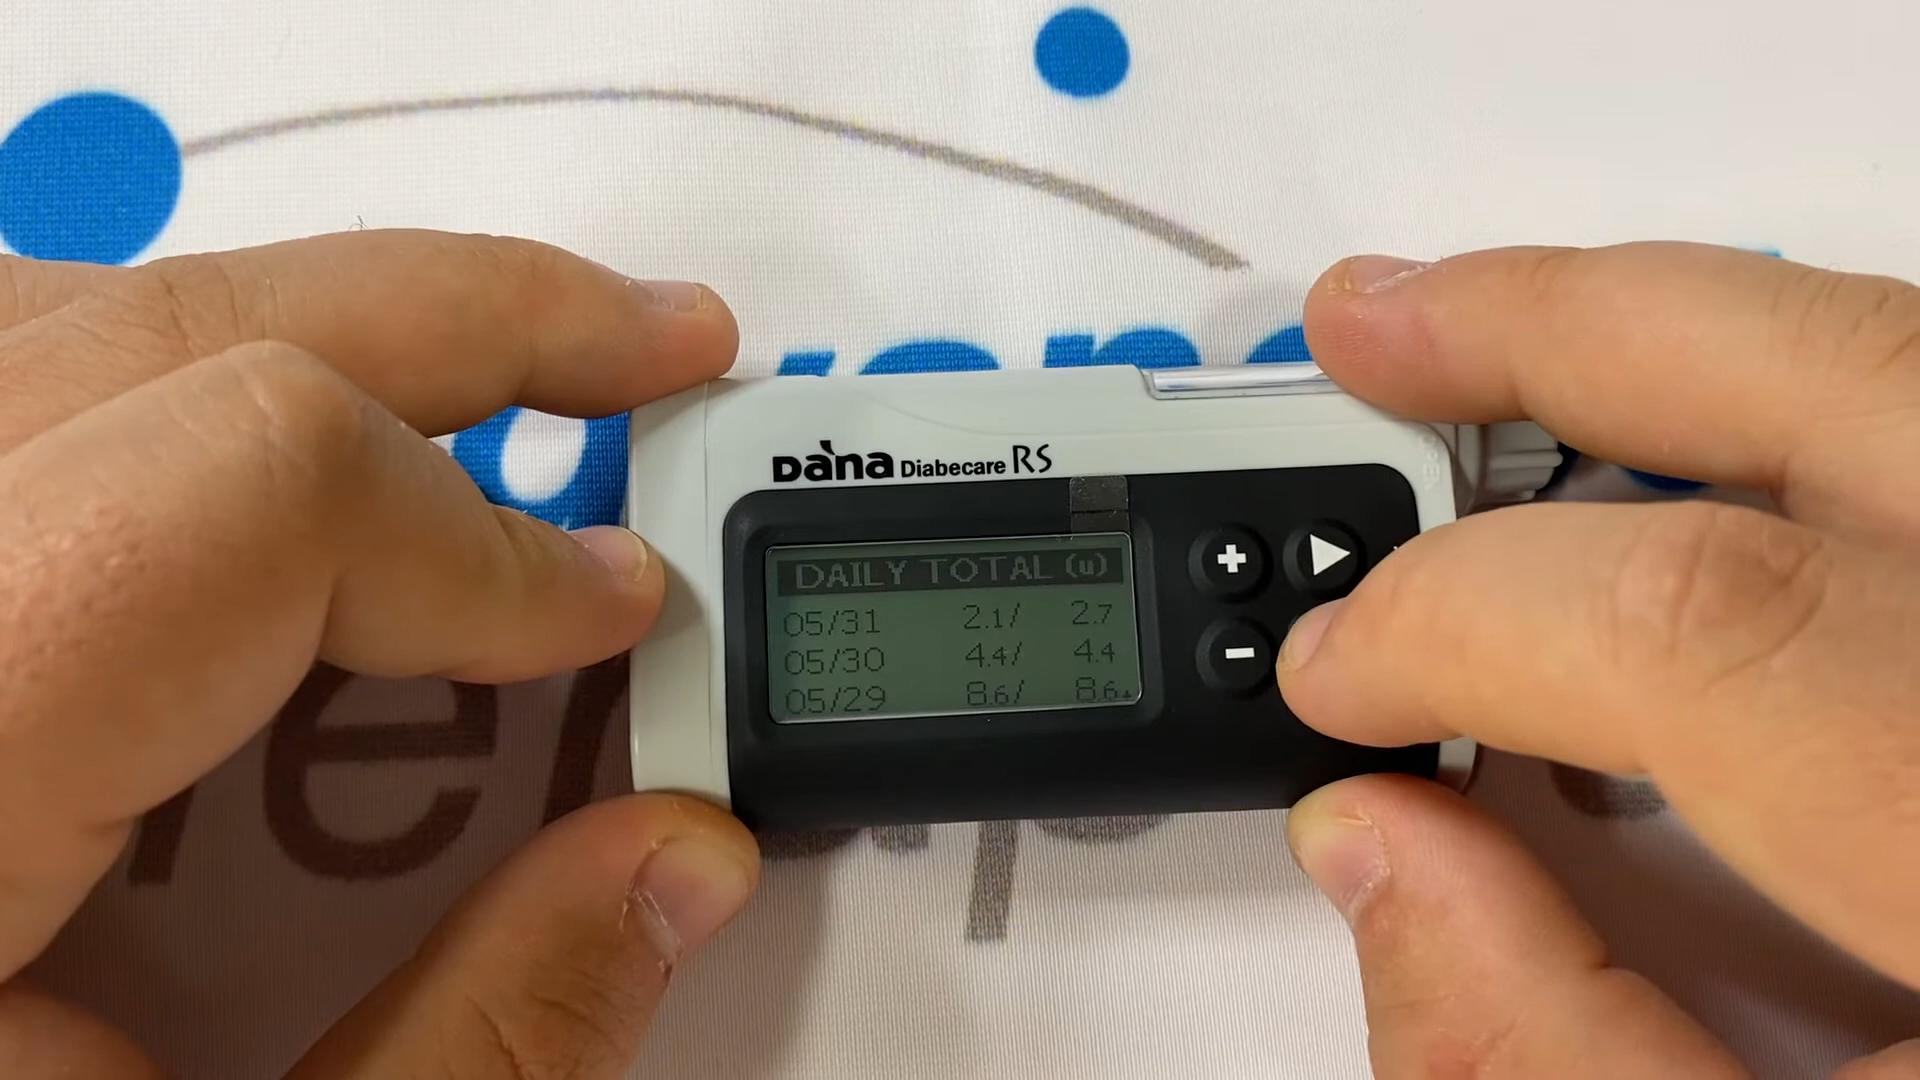 Dana Diabecare RS
DAILY TOTAL (u)
05/31 2.1/ 2.7
05/30 4.4/ 4.4
05/29 8.6/ 8.6
OPEN